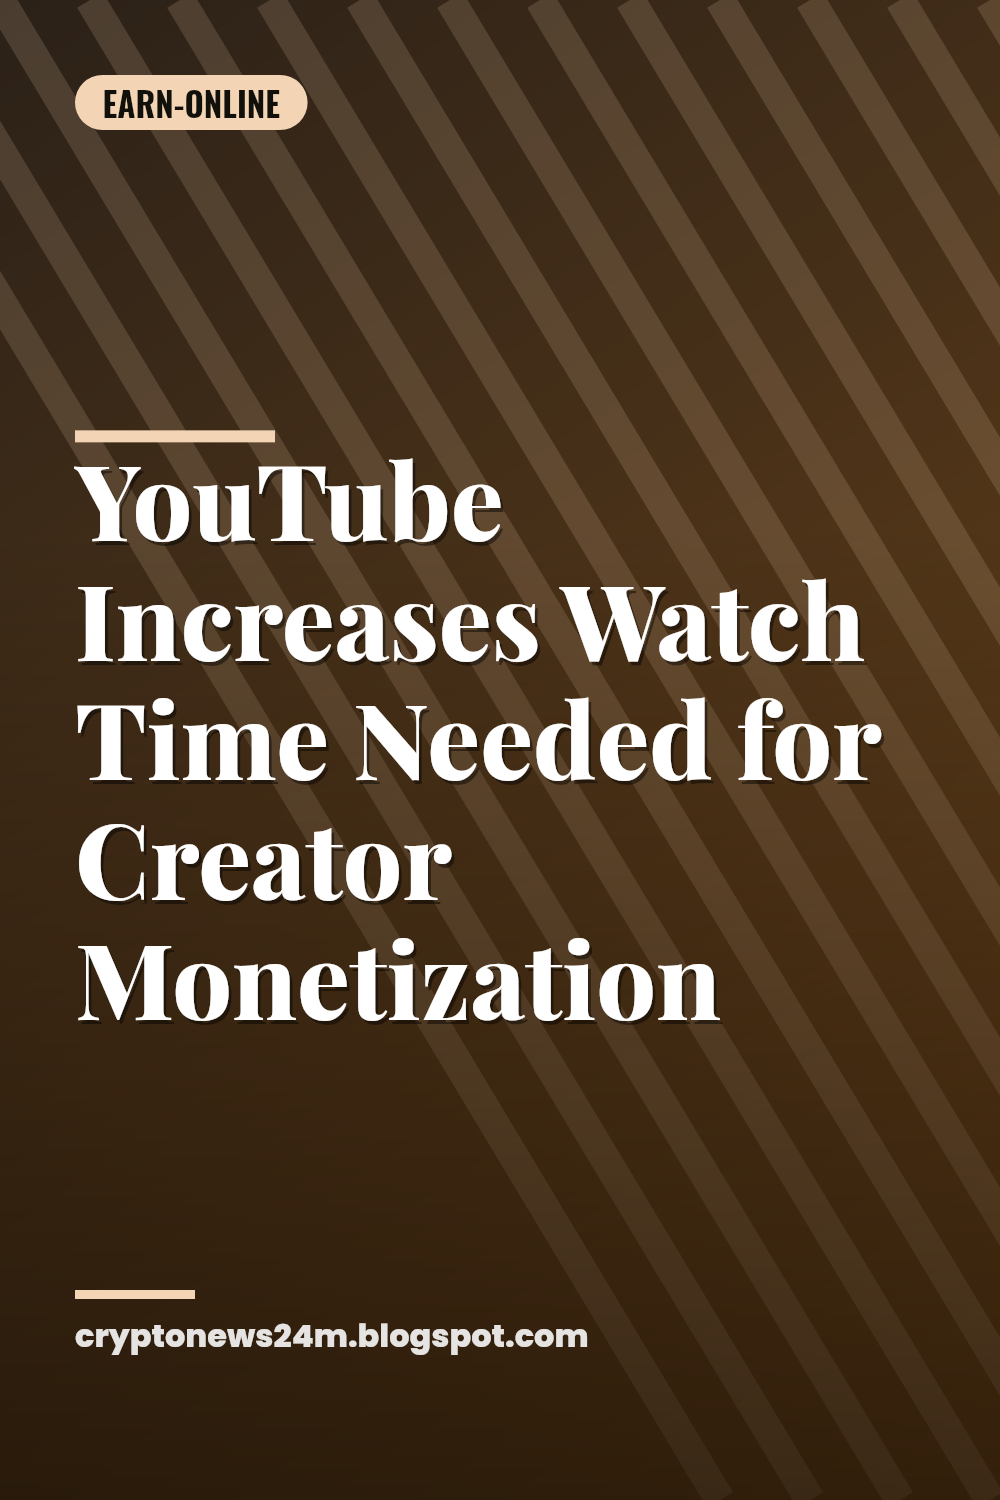 EARN-ONLINE
YouTube
Increases Watch
Time Needed for
Creator
Monetization
cryptonews24m.blogspot.com